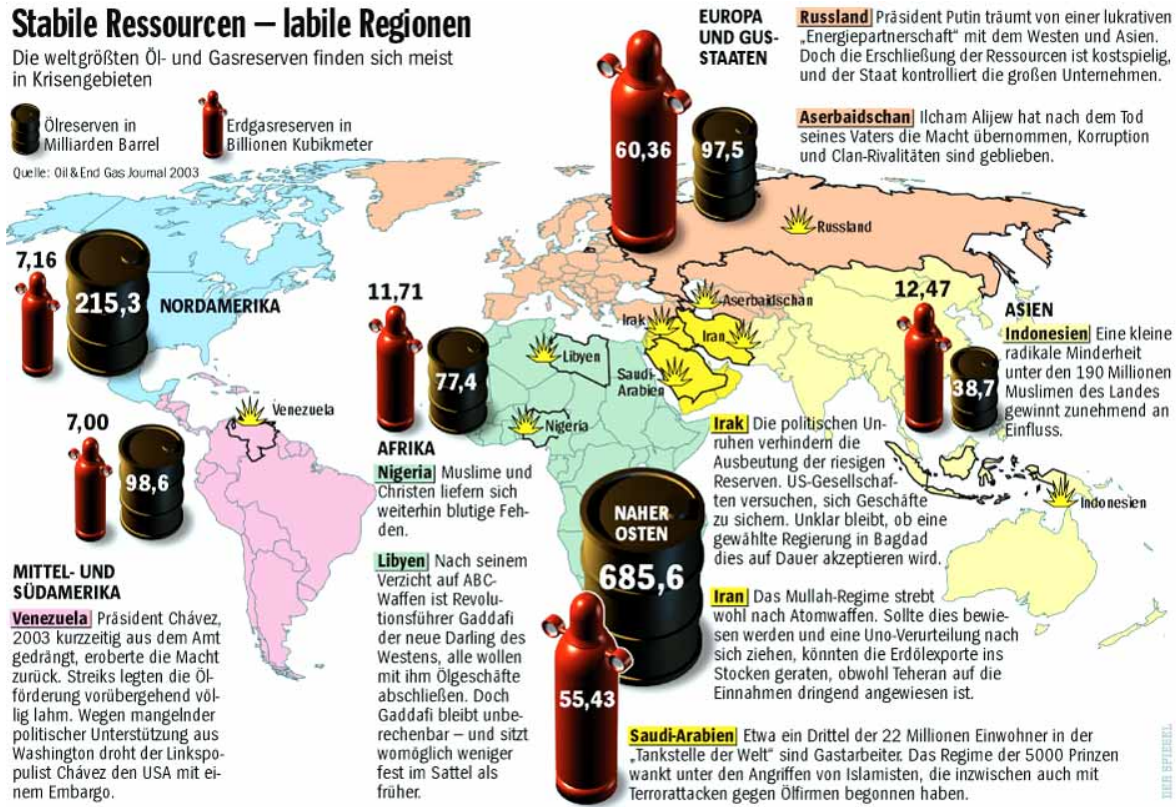 Stabile Ressourcen – labile Regionen
Die weltgrößten Öl- und Gasreserven finden sich meist
in Krisengebieten
Ölreserven in
Milliarden Barrel
Erdgasreserven in
Billionen Kubikmeter
Quelle: Oil & End Gas Journal 2003
EUROPA
UND GUS-
STAATEN
60,36
97,5
Russland Präsident Putin träumt von einer lukrativen
„Energiepartnerschaft“ mit dem Westen und Asien.
Doch die Erschließung der Ressourcen ist kostspielig,
und der Staat kontrolliert die großen Unternehmen.
Aserbaidschan Ilcham Alijew hat nach dem Tod
seines Vaters die Macht übernommen, Korruption
und Clan-Rivalitäten sind geblieben.
7,16
215,3
NORDAMERIKA
Russland
Aserbaidschan
Irak
Iran
Saudi-
Arabien
Libyen
Nigeria
Venezuela
Indonesien
7,00
98,6
MITTEL- UND
SÜDAMERIKA
Venezuela Präsident Chávez,
2003 kurzzeitig aus dem Amt
gedrängt, eroberte die Macht
zurück. Streiks legten die Öl-
förderung vorübergehend völ-
lig lahm. Wegen mangelnder
politischer Unterstützung aus
Washington droht der Linkspo-
pulist Chávez den USA mit ei-
nem Embargo.
11,71
77,4
AFRIKA
Nigeria Muslime und
Christen liefern sich
weiterhin blutige Feh-
den.
Libyen Nach seinem
Verzicht auf ABC-
Waffen ist Revolu-
tionsführer Gaddafi
der neue Darling des
Westens, alle wollen
mit ihm Ölgeschäfte
abschließen. Doch
Gaddafi bleibt unbe-
rechenbar – und sitzt
womöglich weniger
fest im Sattel als
früher.
12,47
38,7
ASIEN
Indonesien Eine kleine
radikale Minderheit
unter den 190 Millionen
Muslimen des Landes
gewinnt zunehmend an
Einfluss.
NAHER
OSTEN
685,6
55,43
Irak Die politischen Un-
ruhen verhindern die
Ausbeutung der riesigen
Reserven. US-Gesellschaf-
ten versuchen, sich Geschäfte
zu sichern. Unklar bleibt, ob eine
gewählte Regierung in Bagdad
dies auf Dauer akzeptieren wird.
Iran Das Mullah-Regime strebt
wohl nach Atomwaffen. Sollte dies bewie-
sen werden und eine Uno-Verurteilung nach
sich ziehen, könnten die Erdölexporte ins
Stocken geraten, obwohl Teheran auf die
Einnahmen dringend angewiesen ist.
Saudi-Arabien Etwa ein Drittel der 22 Millionen Einwohner in der
„Tankstelle der Welt“ sind Gastarbeiter. Das Regime der 5000 Prinzen
wankt unter den Angriffen von Islamisten, die inzwischen auch mit
Terrorattacken gegen Ölfirmen begonnen haben.
DER SPIEGEL